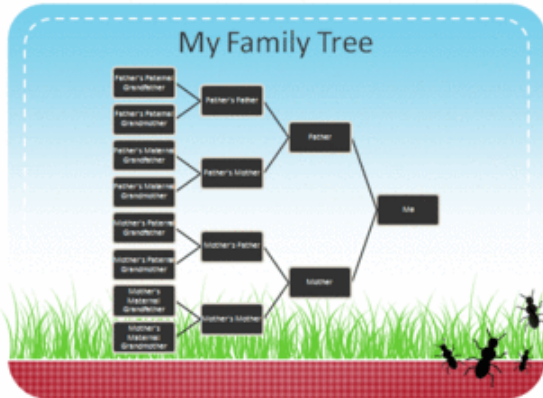 My Family Tree
Father's Paternal
Grandfather
Father's Paternal
Grandmother
Father's Maternal
Grandfather
Father's Maternal
Grandmother
Mother's Paternal
Grandfather
Mother's Paternal
Grandmother
Mother's
Maternal
Grandfather
Mother's
Maternal
Grandmother
Father's Father
Father's Mother
Mother's Father
Mother's Mother
Father
Mother
Me